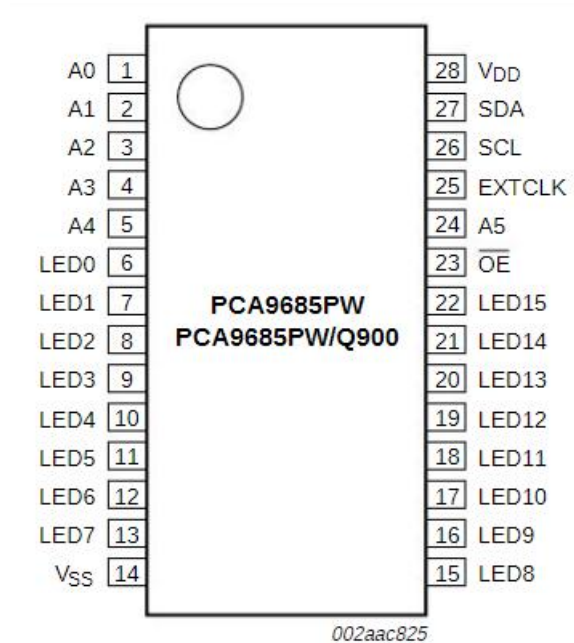 A0 1 28 VDD
A1 2 27 SDA
A2 3 26 SCL
A3 4 25 EXTCLK
A4 5 24 A5
LED0 6 23 O̅E̅
LED1 7 22 LED15
PCA9685PW
PCA9685PW/Q900
LED2 8 21 LED14
LED3 9 20 LED13
LED4 10 19 LED12
LED5 11 18 LED11
LED6 12 17 LED10
LED7 13 16 LED9
VSS 14 15 LED8
002aac825